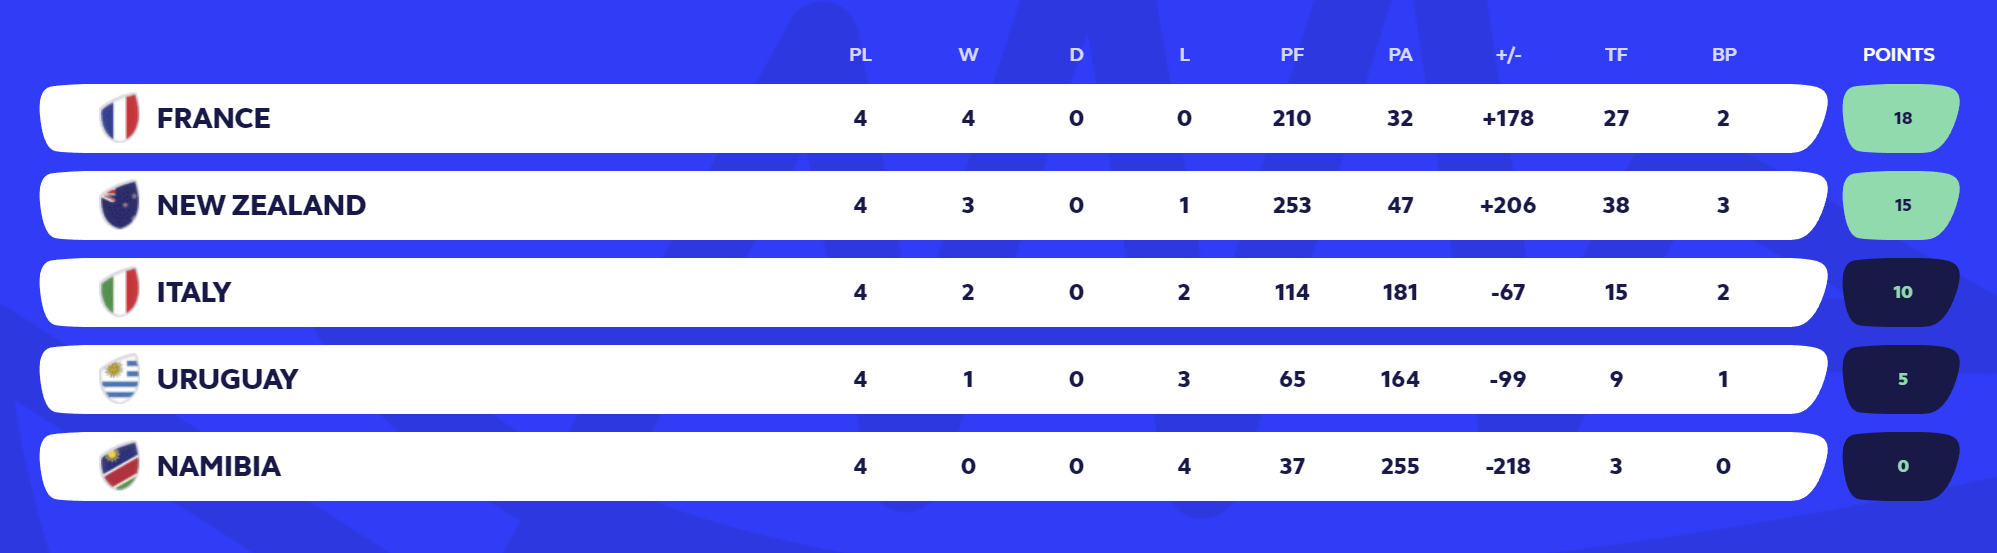 PL W D L PF PA +/- TF BP POINTS
FRANCE 4 4 0 0 210 32 +178 27 2 18
NEW ZEALAND 4 3 0 1 253 47 +206 38 3 15
ITALY 4 2 0 2 114 181 -67 15 2 10
URUGUAY 4 1 0 3 65 164 -99 9 1 5
NAMIBIA 4 0 0 4 37 255 -218 3 0 0